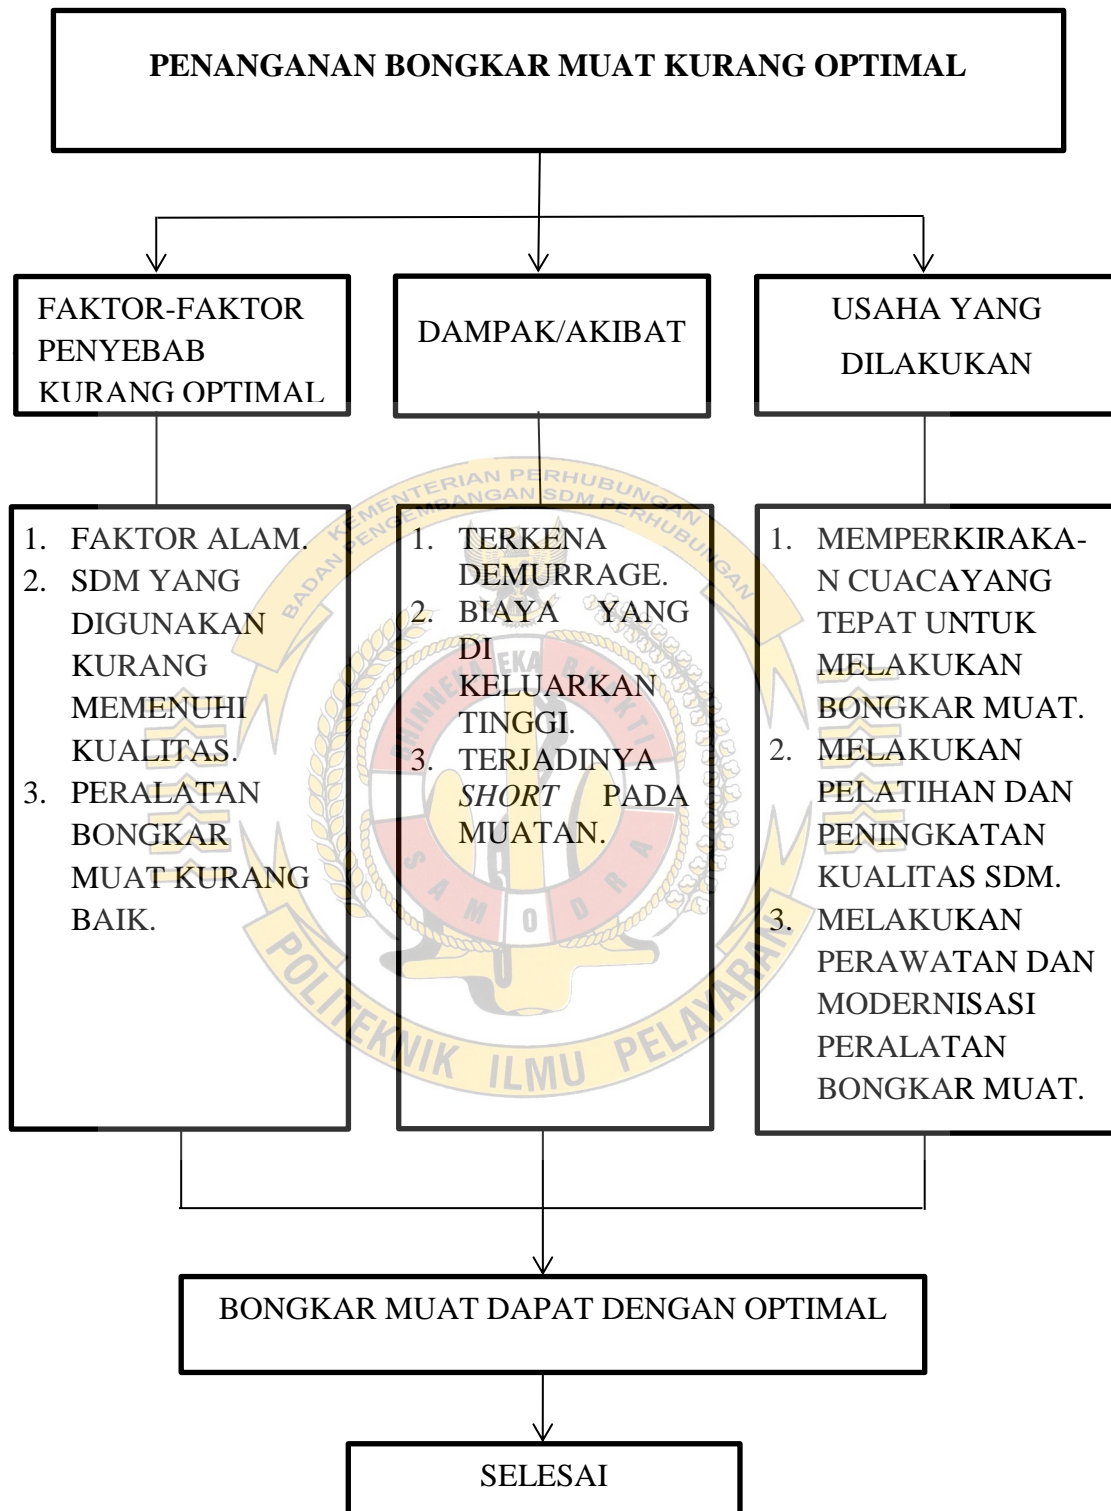 PENANGANAN BONGKAR MUAT KURANG OPTIMAL
FAKTOR-FAKTOR
PENYEBAB
KURANG OPTIMAL
DAMPAK/AKIBAT
USAHA YANG
DILAKUKAN
1. FAKTOR ALAM.
2. SDM YANG
DIGUNAKAN
KURANG
MEMENUHI
KUALITAS.
3. PERALATAN
BONGKAR
MUAT KURANG
BAIK.
1. TERKENA
DEMURRAGE.
2. BIAYA YANG
DI
KELUARKAN
TINGGI.
3. TERJADINYA
SHORT PADA
MUATAN.
1. MEMPERKIRAKA-
N CUACAYANG
TEPAT UNTUK
MELAKUKAN
BONGKAR MUAT.
2. MELAKUKAN
PELATIHAN DAN
PENINGKATAN
KUALITAS SDM.
3. MELAKUKAN
PERAWATAN DAN
MODERNISASI
PERALATAN
BONGKAR MUAT.
KEMENTERIAN PERHUBUNGAN
BADAN PENGEMBANGAN SDM PERHUBUNGAN
BHINNEKA EKA BHAKTI
SAMODRA
POLITEKNIK ILMU PELAYARAN
BONGKAR MUAT DAPAT DENGAN OPTIMAL
SELESAI